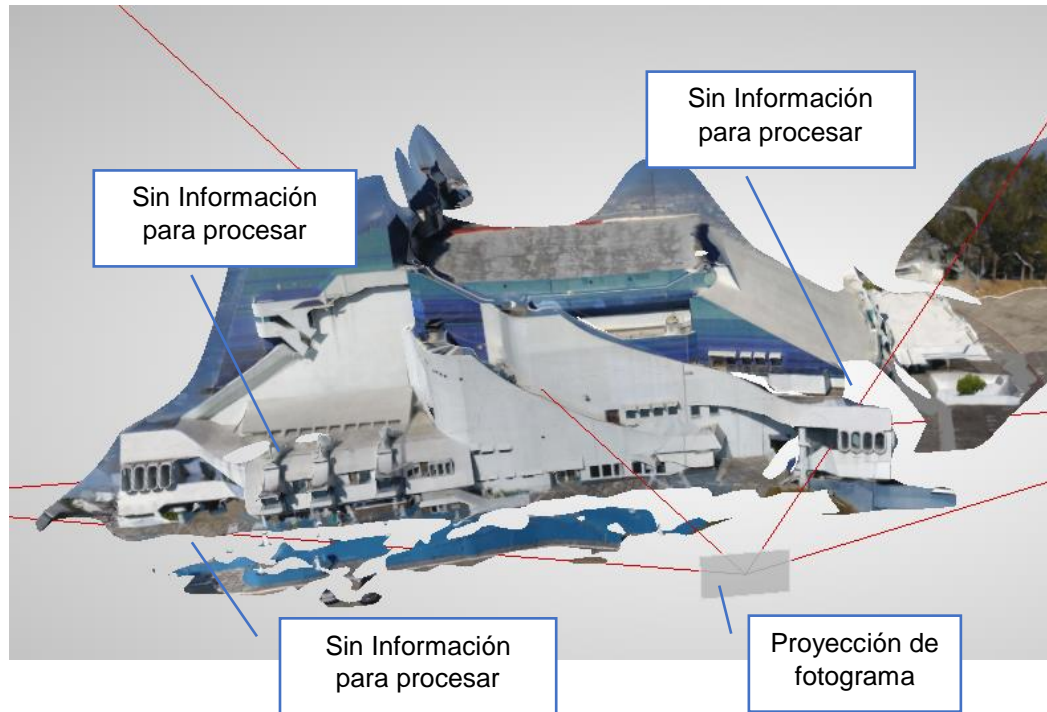 Sin Información
para procesar
Sin Información
para procesar
Sin Información
para procesar
Proyección de
fotograma